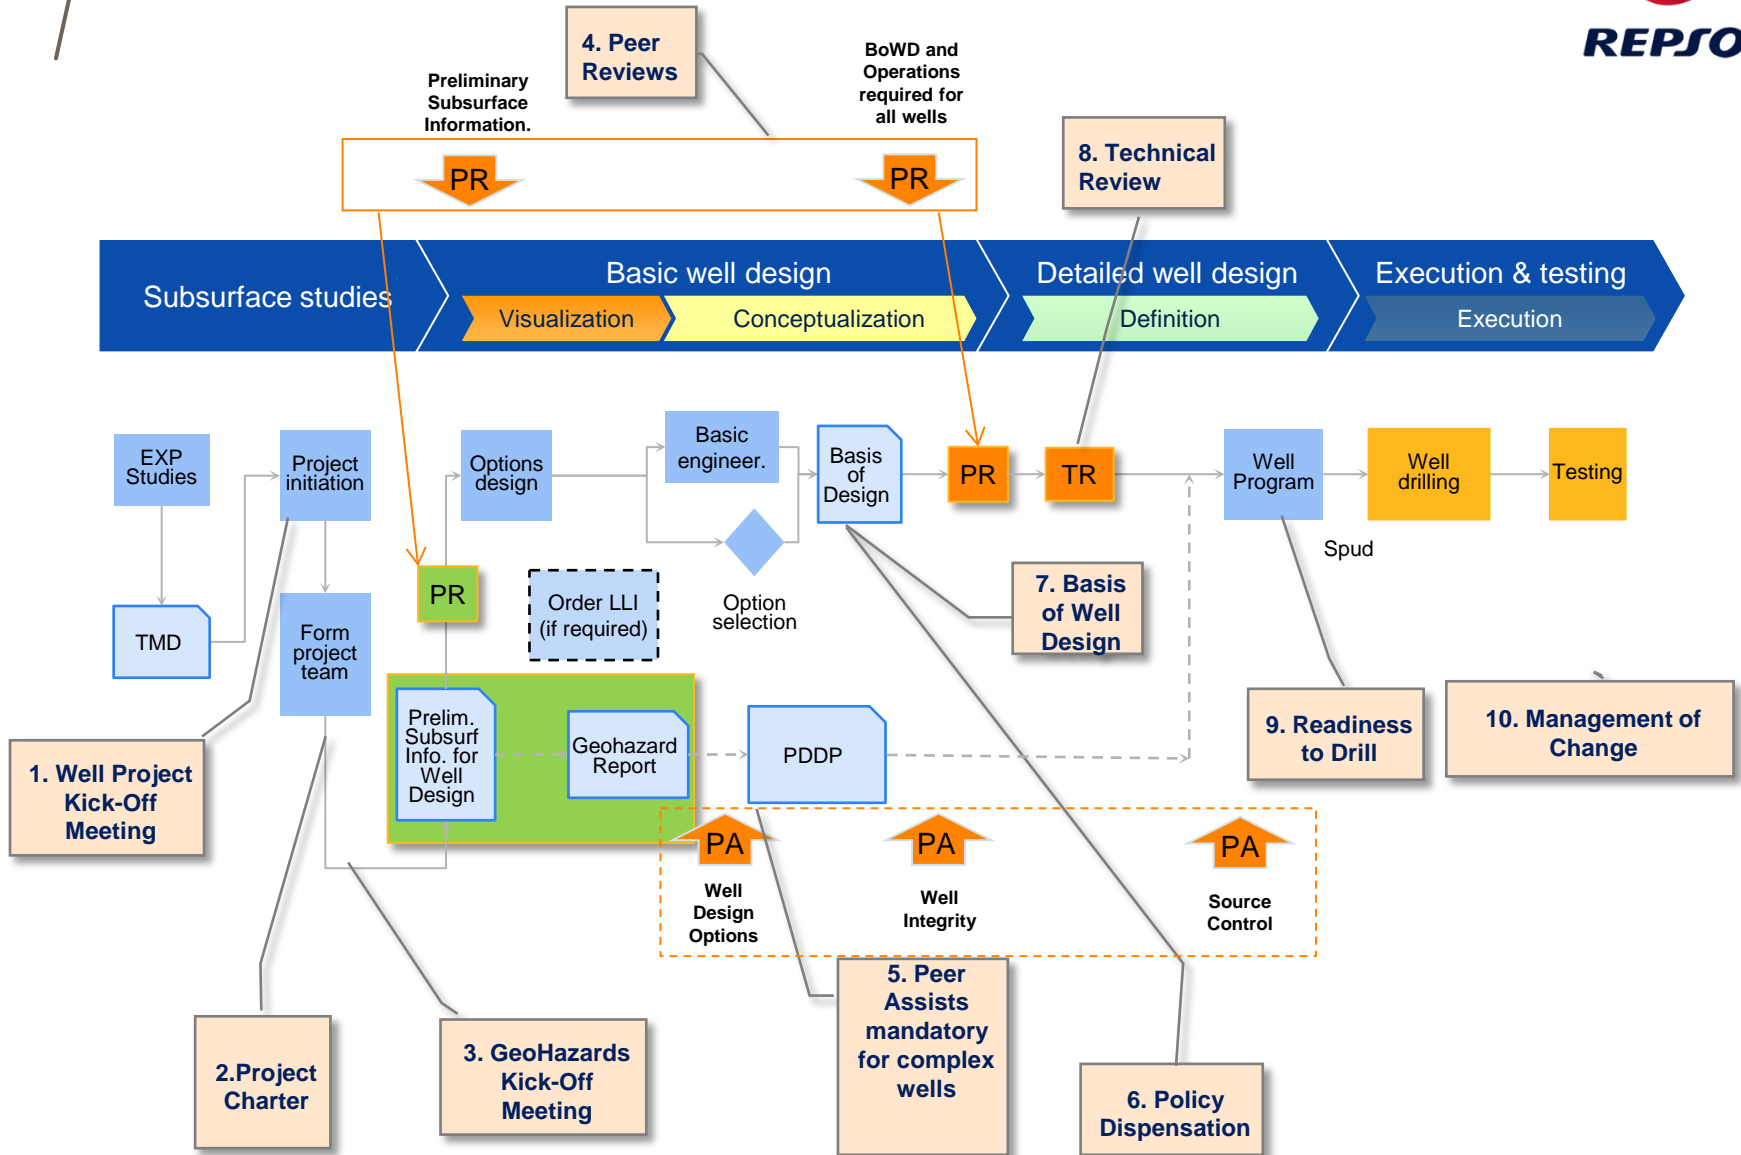 REPSO
4. Peer
Reviews
BoWD and
Operations
required for
all wells
Preliminary
Subsurface
Information.
PR
PR
8. Technical
Review
Subsurface studies
Basic well design
Detailed well design
Execution & testing
Visualization
Conceptualization
Definition
Execution
EXP
Studies
Project
initiation
Options
design
Basic
engineer.
Basis
of
Design
PR
TR
Well
Program
Well
drilling
Testing
Spud
PR
Order LLI
(if required)
Option
selection
TMD
Form
project
team
7. Basis
of Well
Design
Prelim.
Subsurf
Info. for
Well
Design
Geohazard
Report
PDDP
9. Readiness
to Drill
10. Management of
Change
1. Well Project
Kick-Off
Meeting
PA
PA
PA
Well
Design
Options
Well
Integrity
Source
Control
2.Project
Charter
3. GeoHazards
Kick-Off
Meeting
5. Peer
Assists
mandatory
for complex
wells
6. Policy
Dispensation